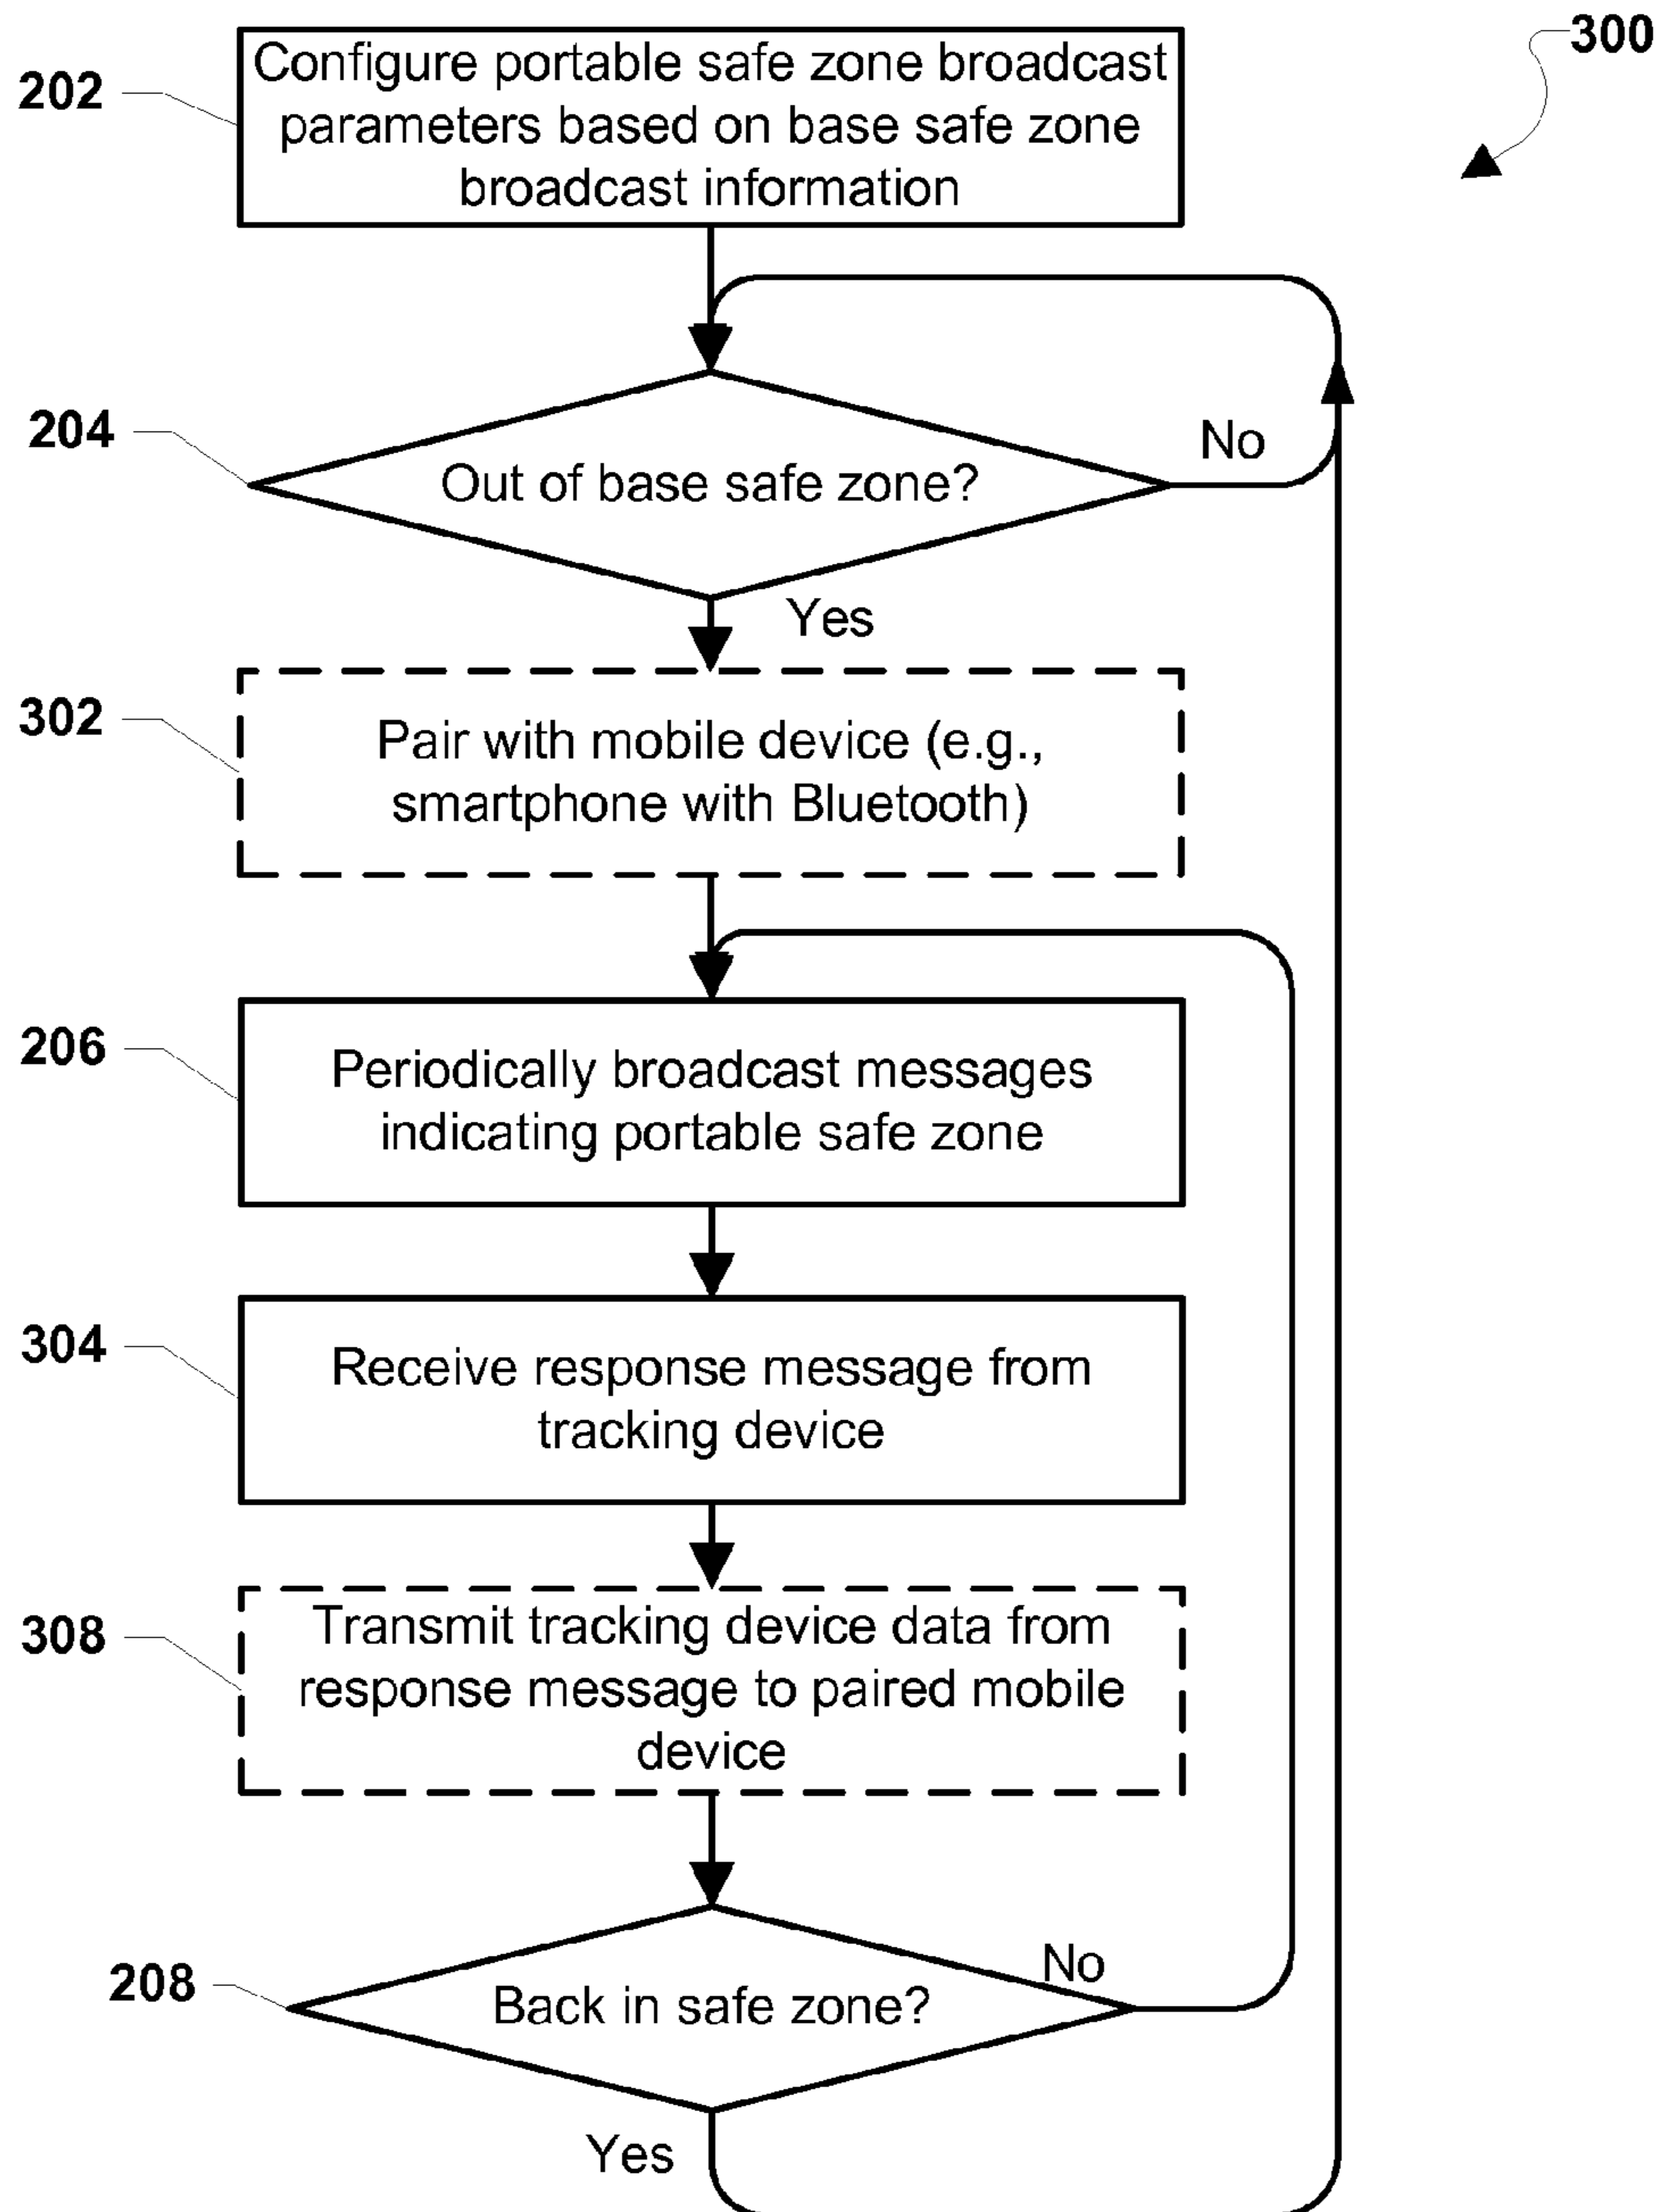 300
202
Configure portable safe zone broadcast
parameters based on base safe zone
broadcast information
204
Out of base safe zone?
No
Yes
302
Pair with mobile device (e.g.,
smartphone with Bluetooth)
206
Periodically broadcast messages
indicating portable safe zone
304
Receive response message from
tracking device
308
Transmit tracking device data from
response message to paired mobile
device
208
Back in safe zone?
No
Yes